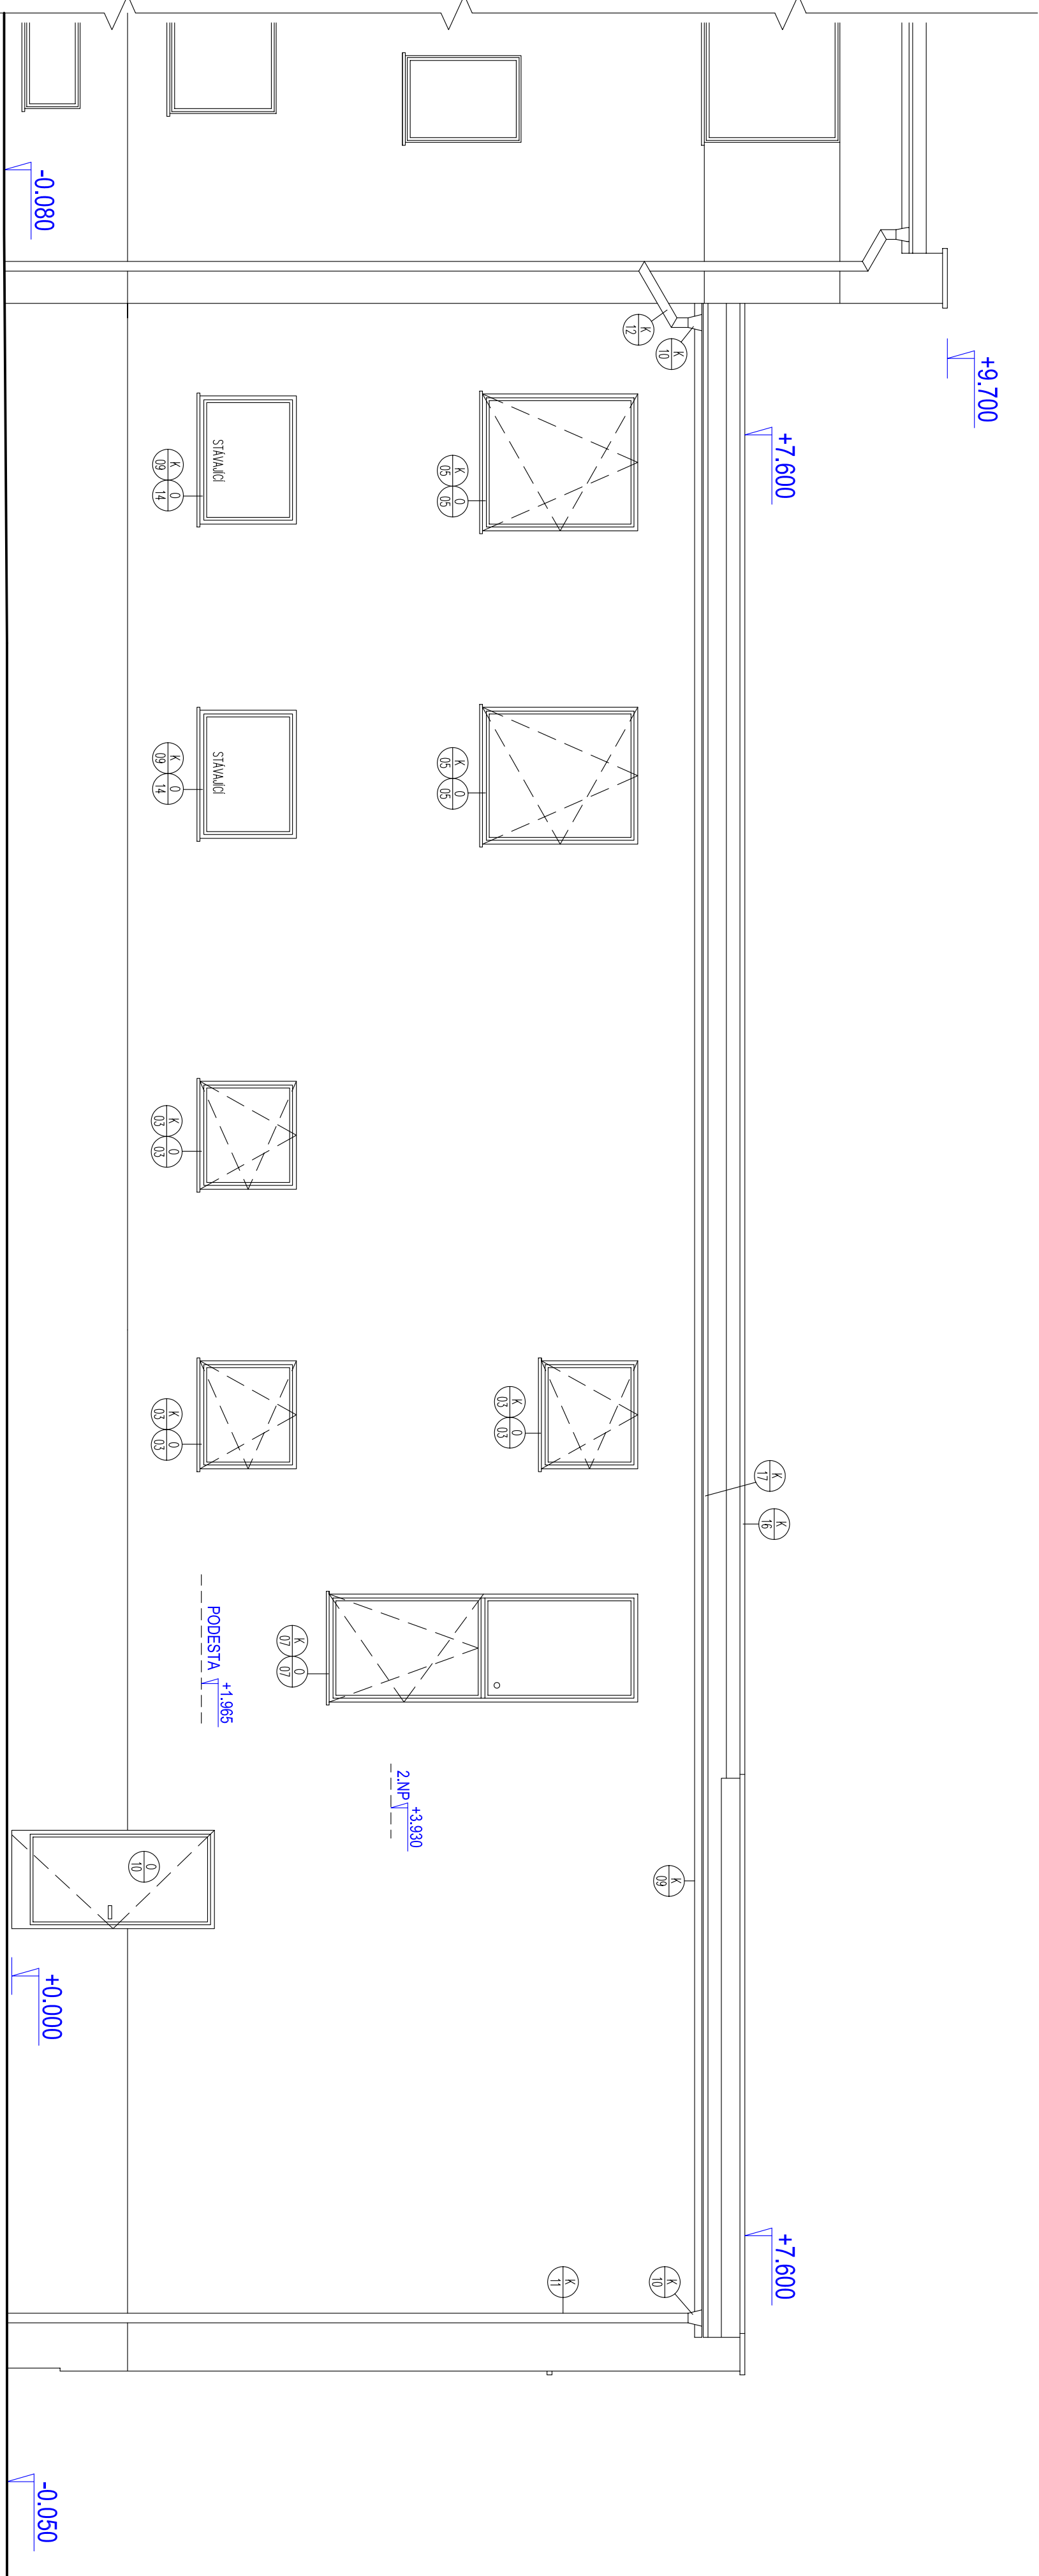 +9.700
+7.600
+7.600
K
16
K
17
K
10
K
12
K
09
K
10
K
11
K O
05 05
K O
05 05
K O
03 03
2.NP +3.930
K O
07 07
+1.965
PODESTA
STÁVAJÍCÍ
STÁVAJÍCÍ
K O
09 14
K O
09 14
K O
03 03
K O
03 03
O
10
+0.000
-0.080
-0.050